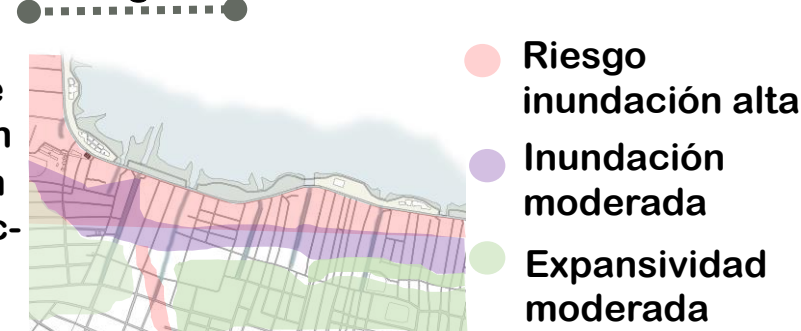 Riesgo
inundación alta
Inundación
moderada
Expansividad
moderada